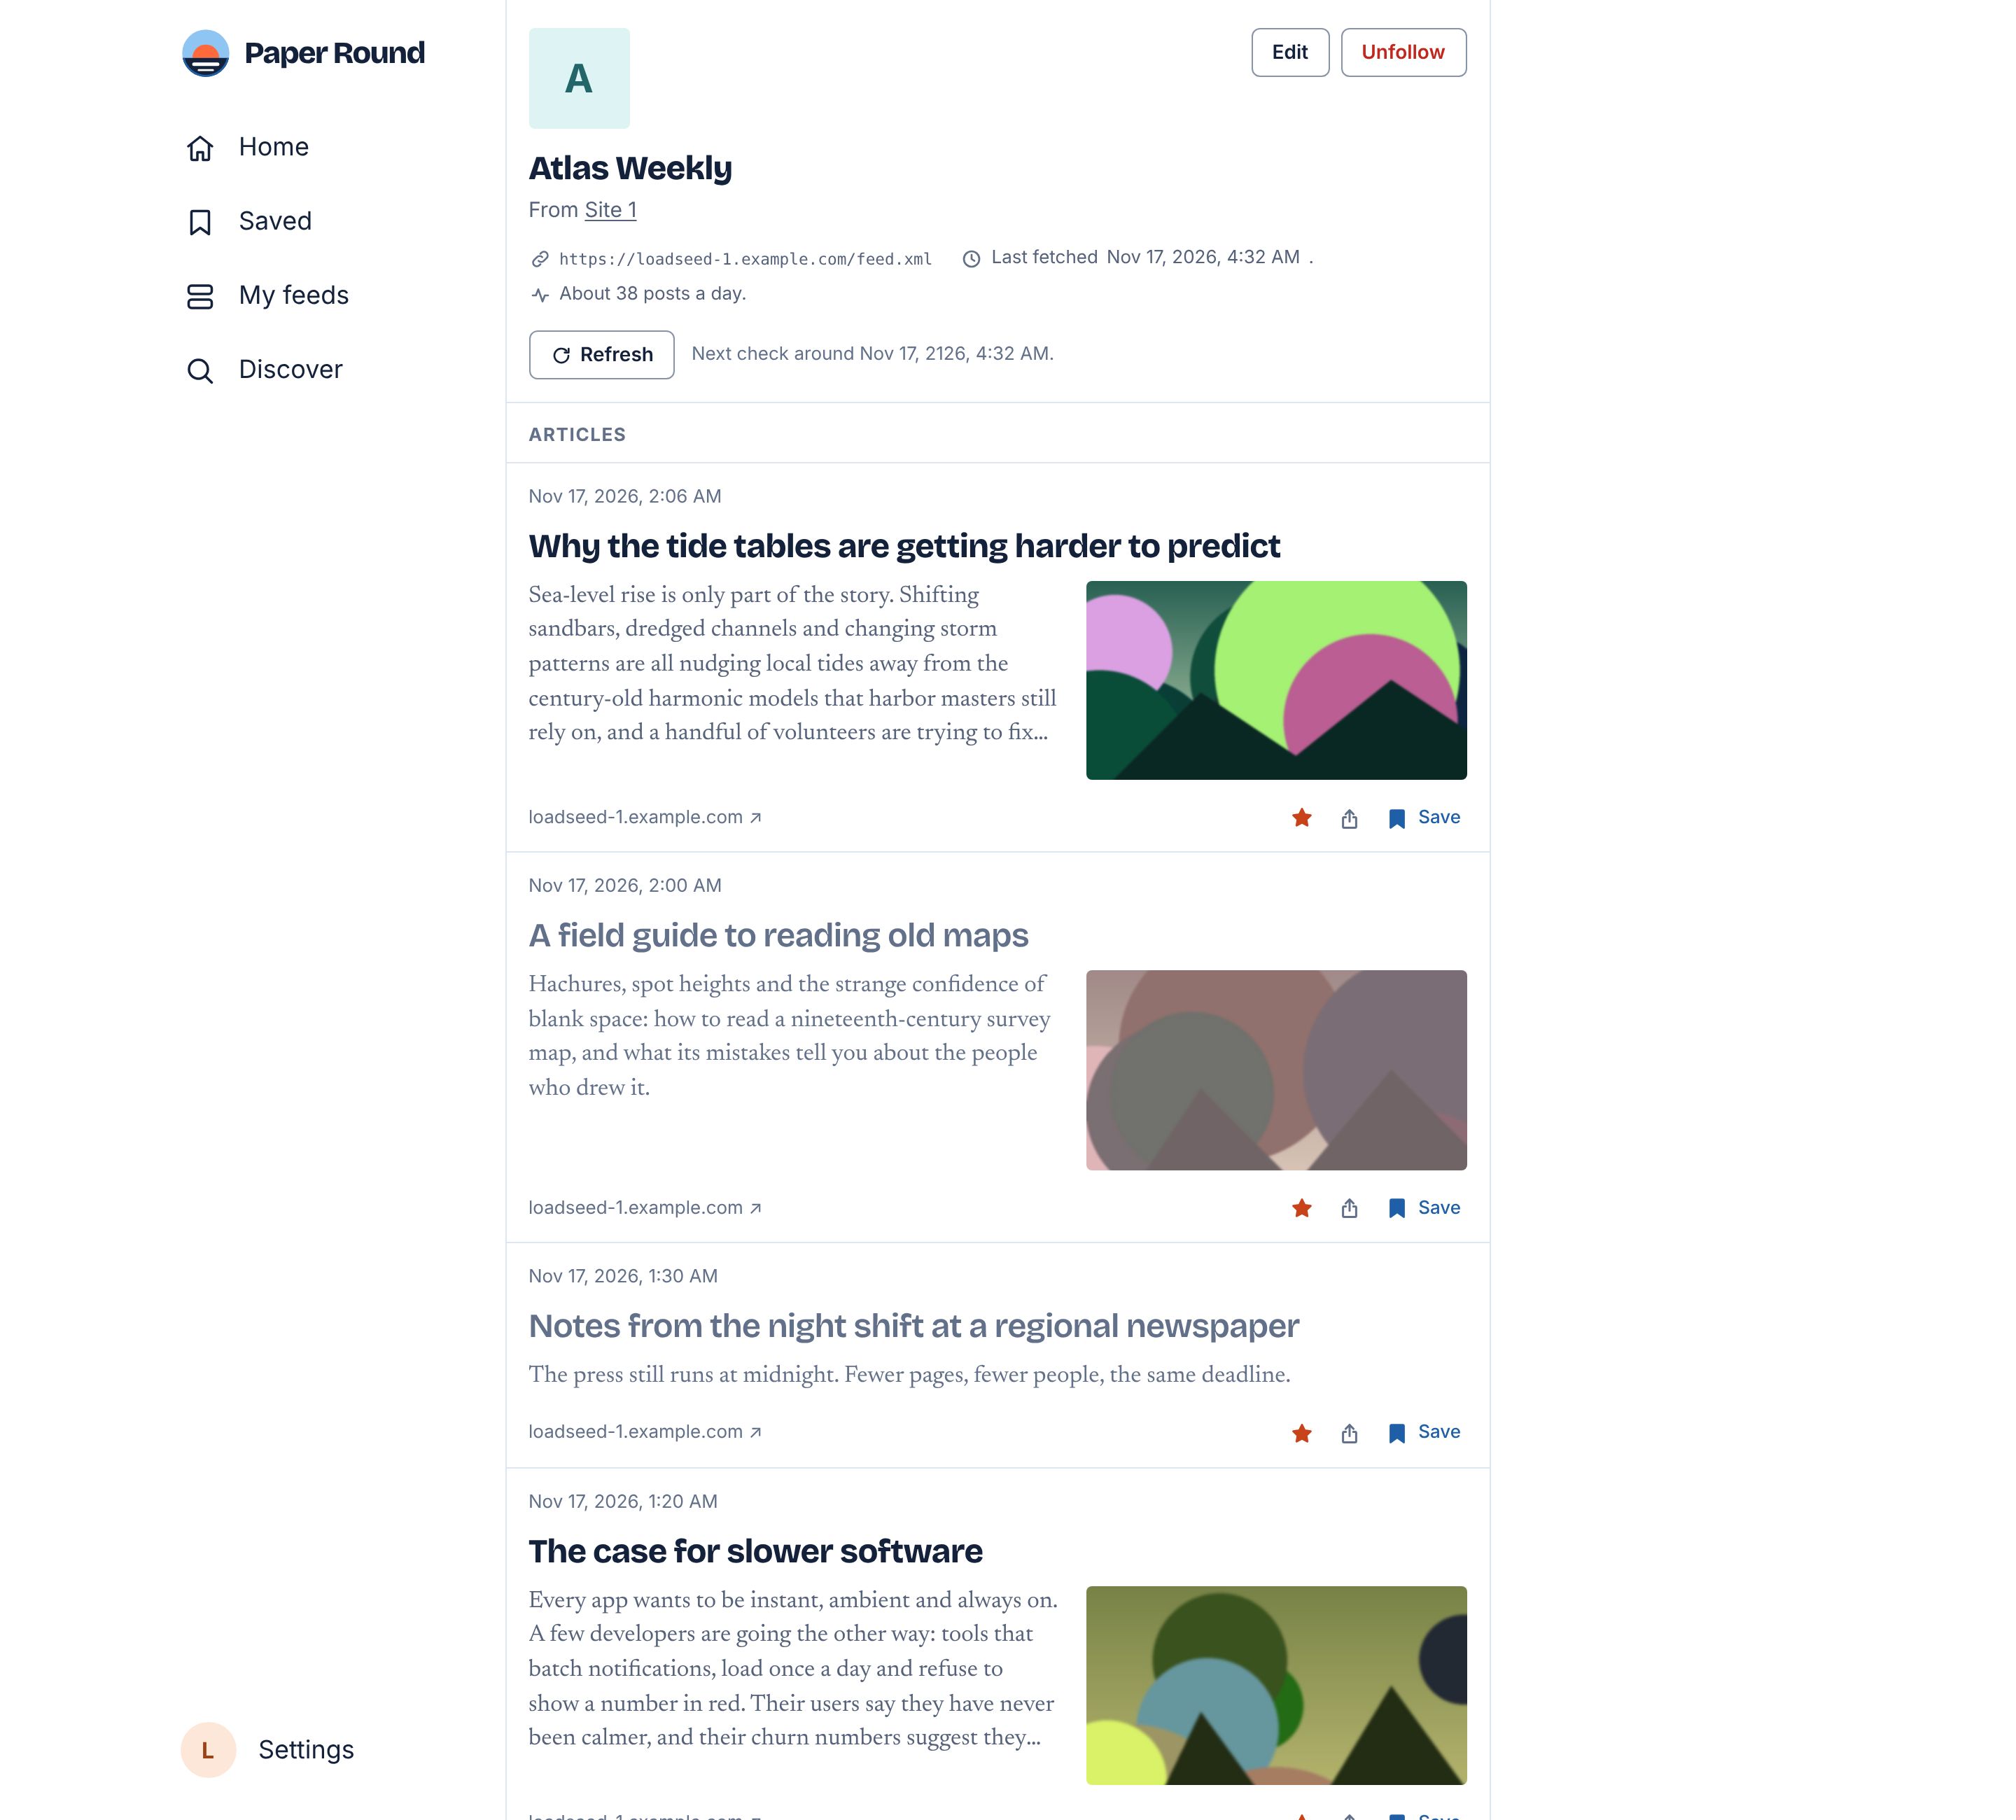 Paper Round
Home
Saved
My feeds
Discover
L
Settings
A
Edit
Unfollow
Atlas Weekly
From Site 1
https://loadseed-1.example.com/feed.xml
Last fetched Nov 17, 2026, 4:32 AM .
About 38 posts a day.
Refresh
Next check around Nov 17, 2126, 4:32 AM.
ARTICLES
Nov 17, 2026, 2:06 AM
Why the tide tables are getting harder to predict
Sea-level rise is only part of the story. Shifting
sandbars, dredged channels and changing storm
patterns are all nudging local tides away from the
century-old harmonic models that harbor masters still
rely on, and a handful of volunteers are trying to fix...
loadseed-1.example.com ↗
Save
Nov 17, 2026, 2:00 AM
A field guide to reading old maps
Hachures, spot heights and the strange confidence of
blank space: how to read a nineteenth-century survey
map, and what its mistakes tell you about the people
who drew it.
loadseed-1.example.com ↗
Save
Nov 17, 2026, 1:30 AM
Notes from the night shift at a regional newspaper
The press still runs at midnight. Fewer pages, fewer people, the same deadline.
loadseed-1.example.com ↗
Save
Nov 17, 2026, 1:20 AM
The case for slower software
Every app wants to be instant, ambient and always on.
A few developers are going the other way: tools that
batch notifications, load once a day and refuse to
show a number in red. Their users say they have never
been calmer, and their churn numbers suggest they...